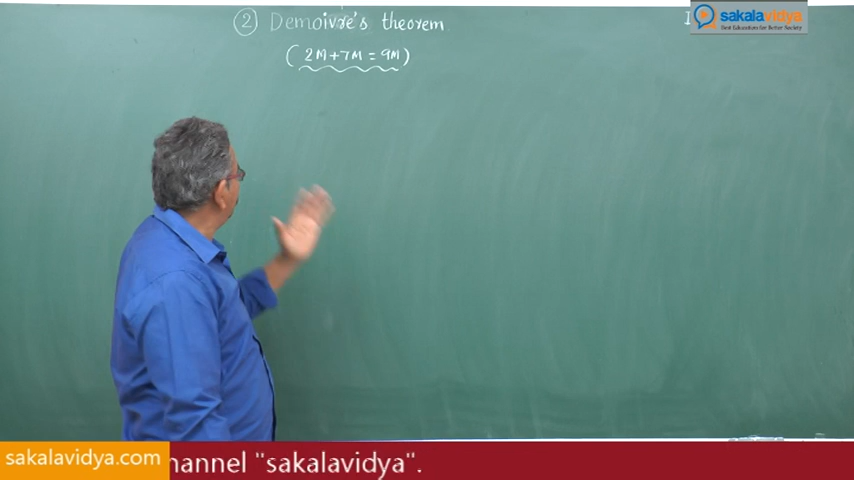 ② Demoivre's theorem
(2M+7M=9M)
I
sakalavidya
Best Education for Better Society
sakalavidya.com
hannel "sakalavidya".